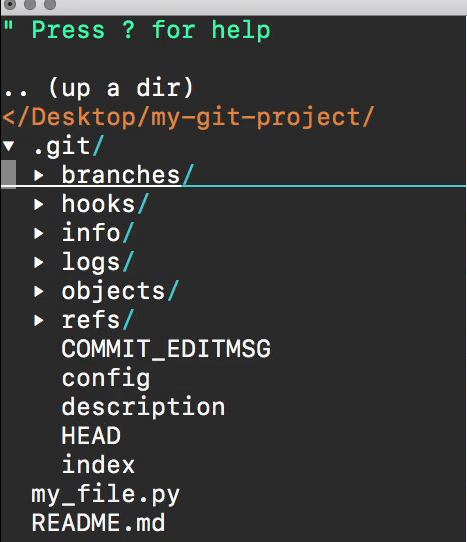 " Press ? for help
.. (up a dir)
</Desktop/my-git-project/
▾ .git/
▸ branches/
▸ hooks/
▸ info/
▸ logs/
▸ objects/
▸ refs/
COMMIT_EDITMSG
config
description
HEAD
index
my_file.py
README.md